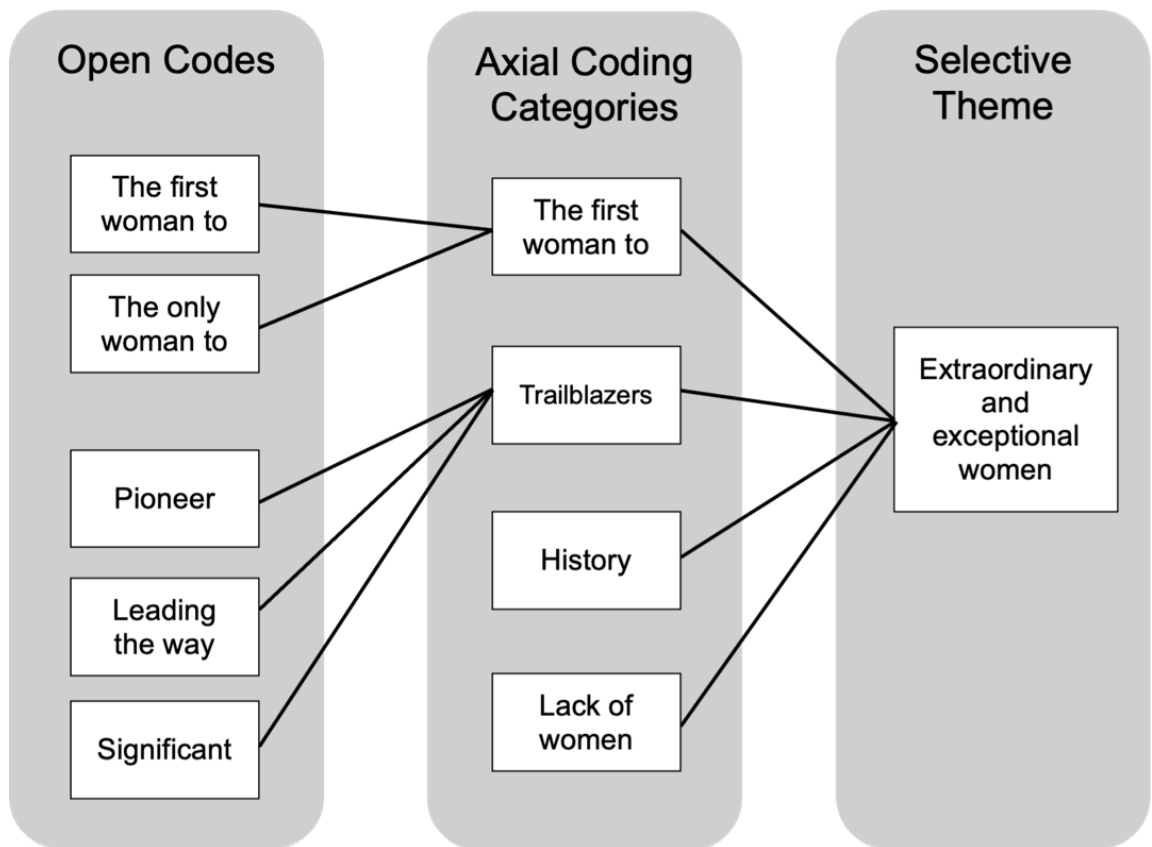 Open Codes
The first
woman to
The only
woman to
Pioneer
Leading
the way
Significant
Axial Coding
Categories
The first
woman to
Trailblazers
History
Lack of
women
Selective
Theme
Extraordinary
and
exceptional
women